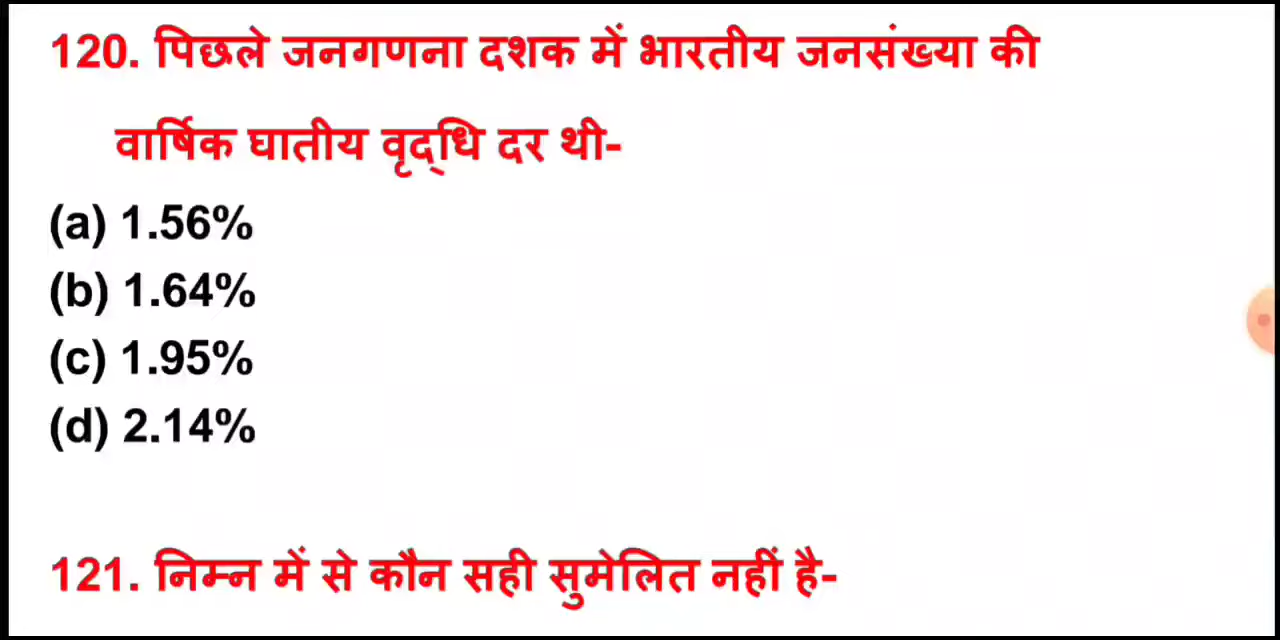 120. पिछले जनगणना दशक में भारतीय जनसंख्या की
वार्षिक घातीय वृद्‌धि दर थी-
(a) 1.56%
(b) 1.64%
(c) 1.95%
(d) 2.14%
121. निम्न में से कौन सही सुमेलित नहीं है-